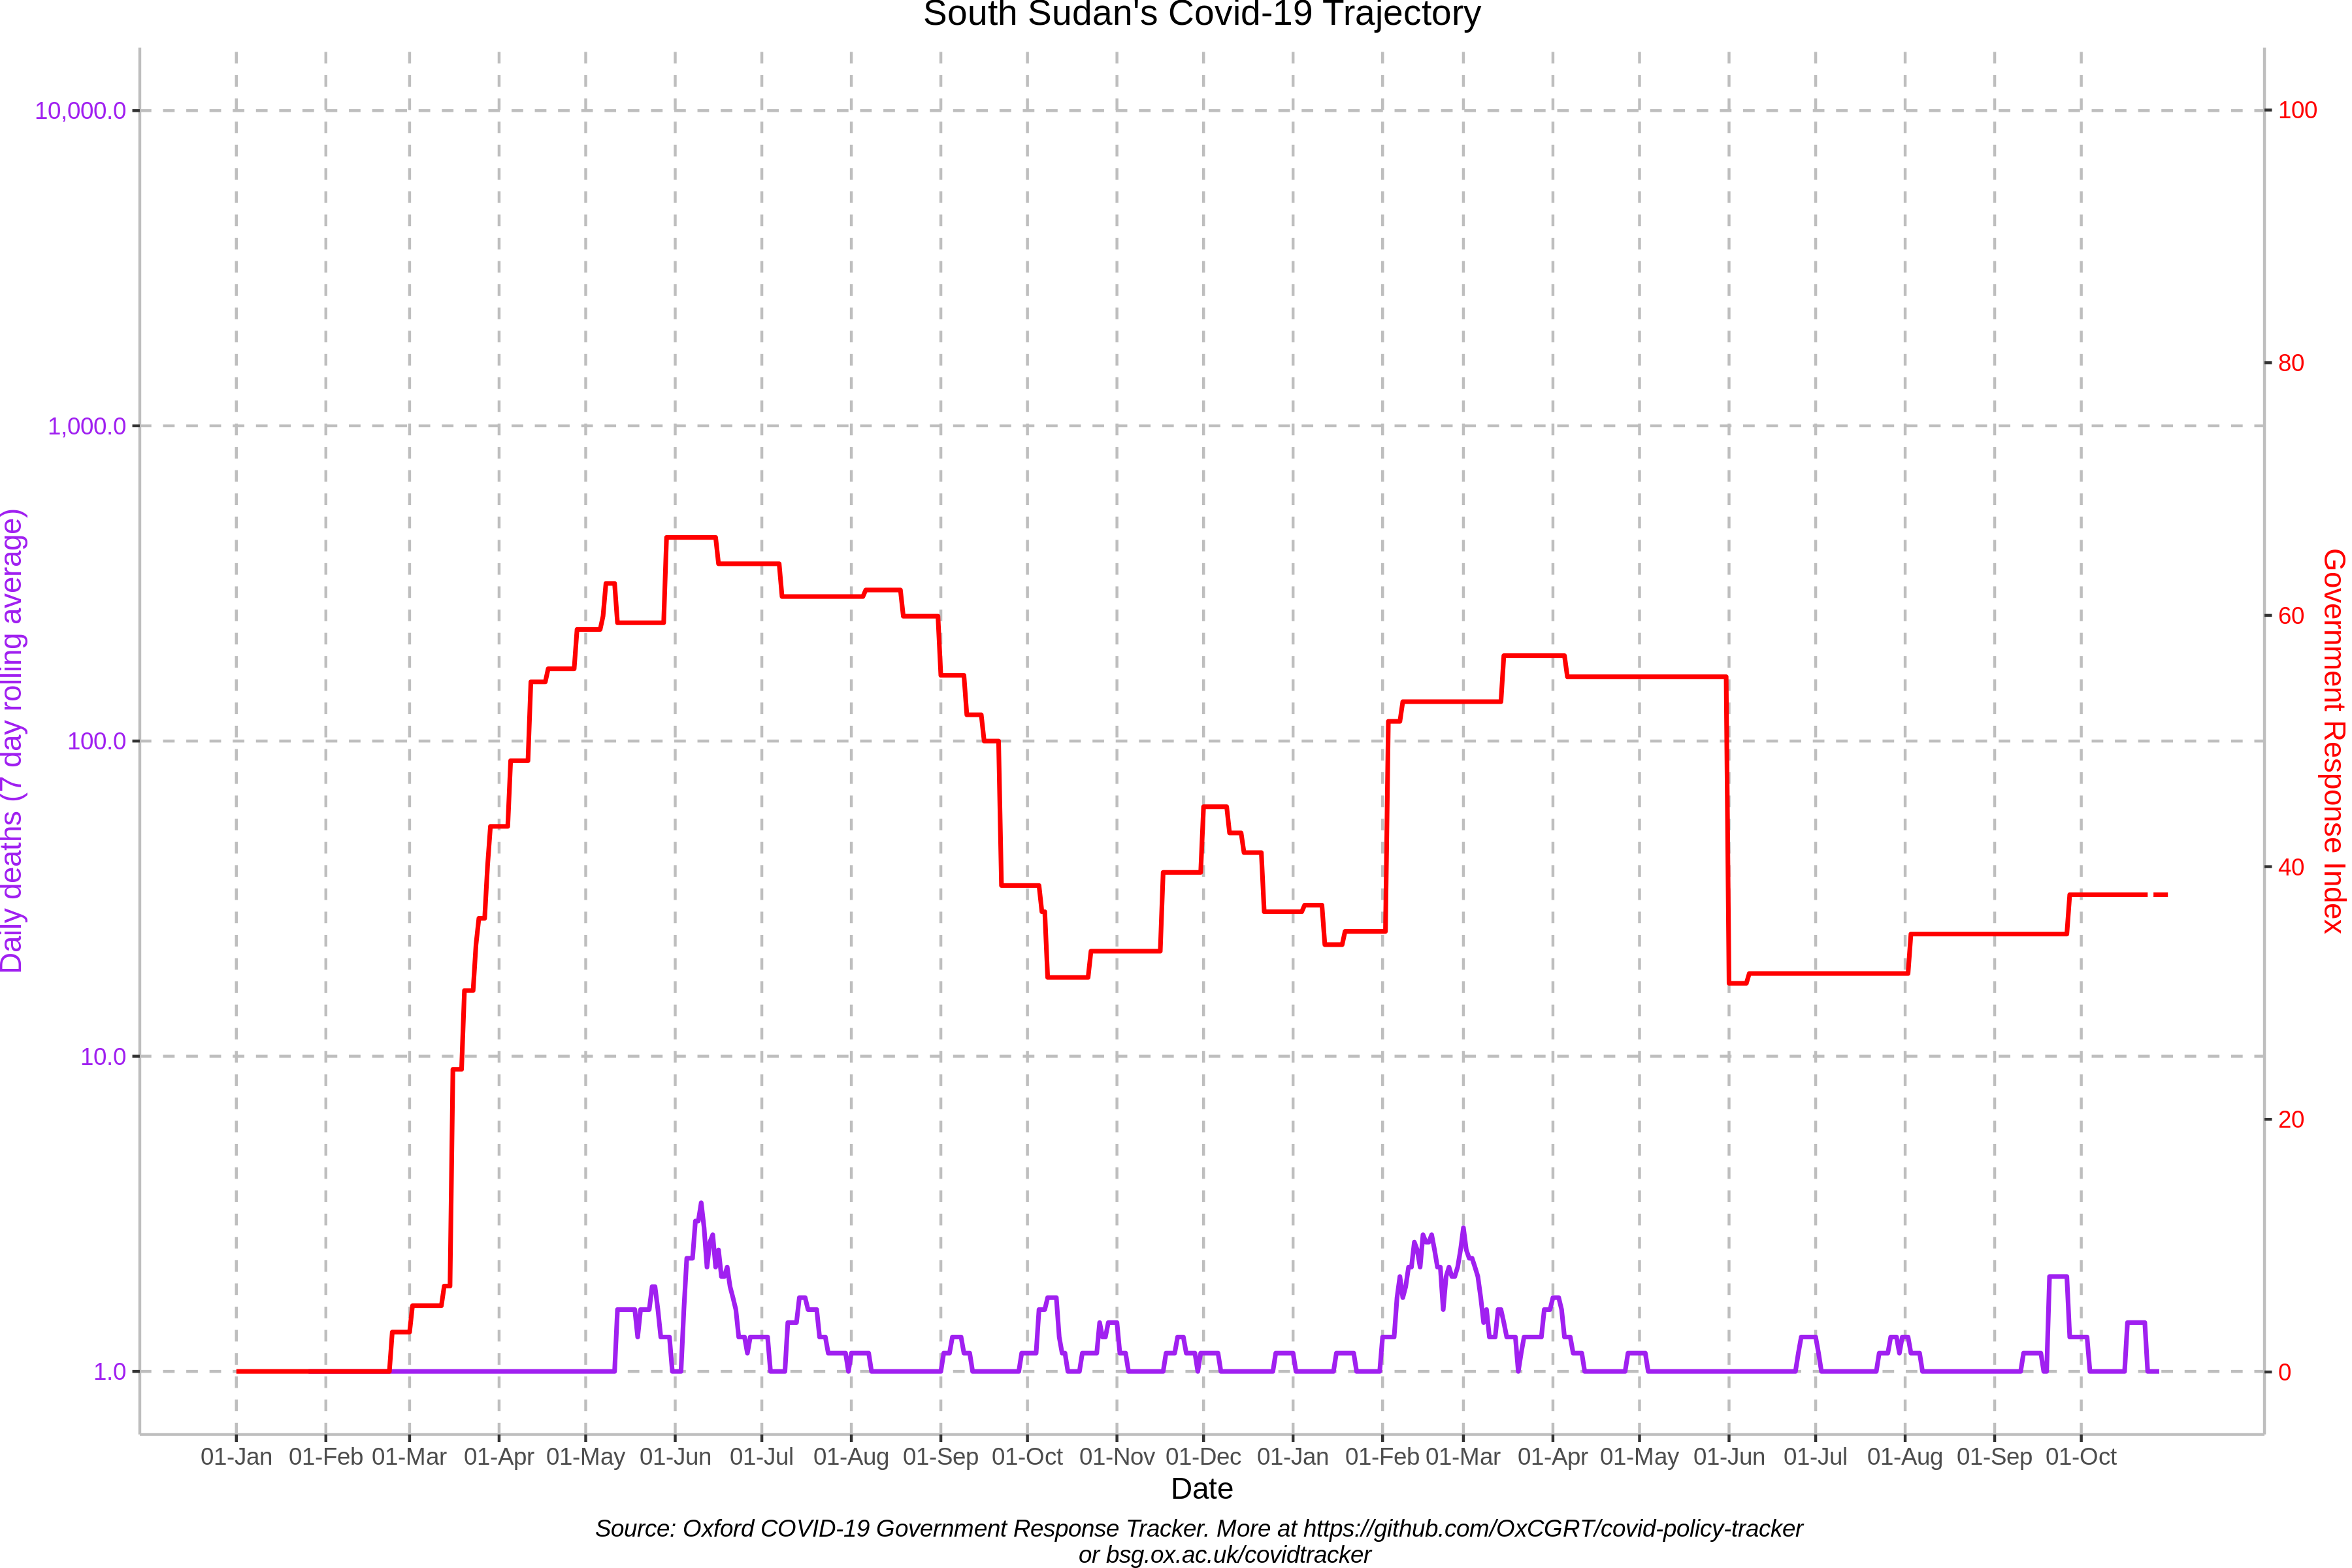 South Sudan's Covid-19 Trajectory
10,000.0
1,000.0
100.0
10.0
1.0
Daily deaths (7 day rolling average)
100
80
60
40
20
0
Government Response Index
01-Jan 01-Feb 01-Mar 01-Apr 01-May 01-Jun 01-Jul 01-Aug 01-Sep 01-Oct 01-Nov 01-Dec 01-Jan 01-Feb 01-Mar 01-Apr 01-May 01-Jun 01-Jul 01-Aug 01-Sep 01-Oct
Date
Source: Oxford COVID-19 Government Response Tracker. More at https://github.com/OxCGRT/covid-policy-tracker
or bsg.ox.ac.uk/covidtracker